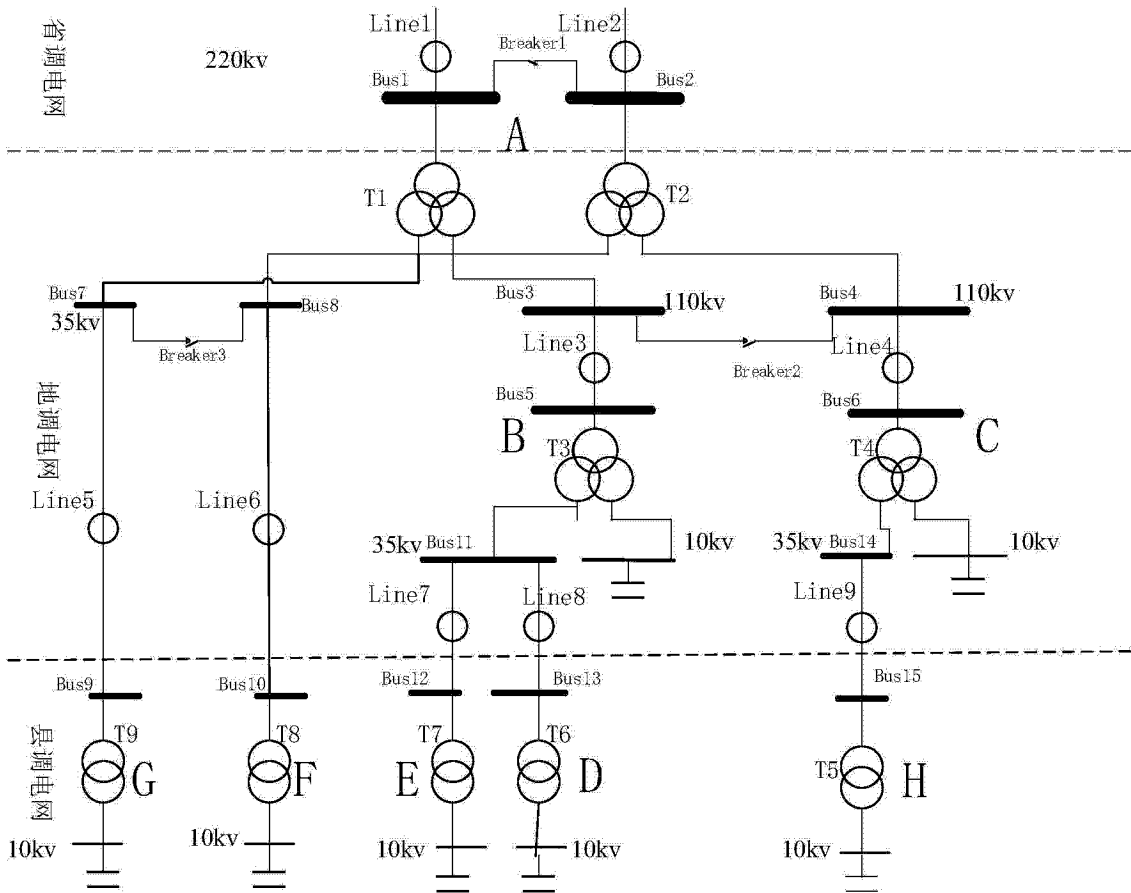 省调电网
220kv
Line1
Line2
Breaker1
Bus1
Bus2
A
T1
T2
Bus7
35kv
Bus8
Breaker3
Bus3
110kv
Bus4
110kv
Line3
Breaker2
Line4
Bus5
Bus6
B
T3
T4
C
地调电网
Line5
Line6
35kv
Bus11
10kv
35kv
Bus14
10kv
Line7
Line8
Line9
Bus9
Bus10
Bus12
Bus13
Bus15
县调电网
T9
T8
T7
T6
T5
G
F
E
D
H
10kv
10kv
10kv
10kv
10kv